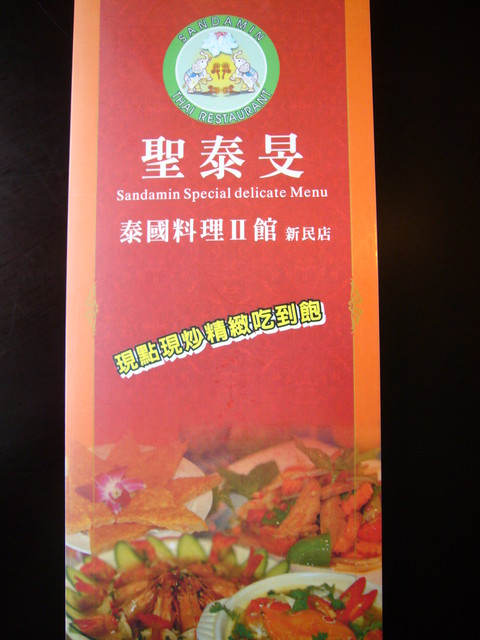 SANDAMIN
THAI RESTAURANT
聖泰旻
Sandamin Special delicate Menu
泰國料理II館 新民店
現點現炒精緻吃到飽